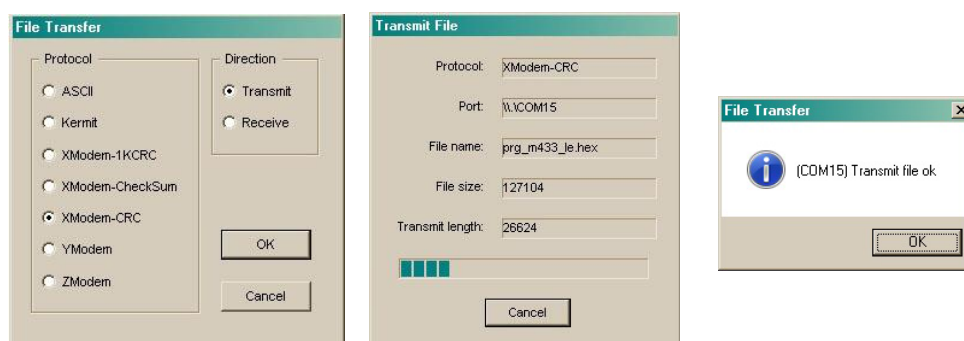 File Transfer
Protocol
ASCII
Kermit
XModem-1KCRC
XModem-CheckSum
XModem-CRC
YModem
ZModem
Direction
Transmit
Receive
OK
Cancel
Transmit File
Protocol: XModem-CRC
Port: \\.\COM15
File name: prg_m433_le.hex
File size: 127104
Transmit length: 26624
Cancel
File Transfer
(COM15) Transmit file ok
OK